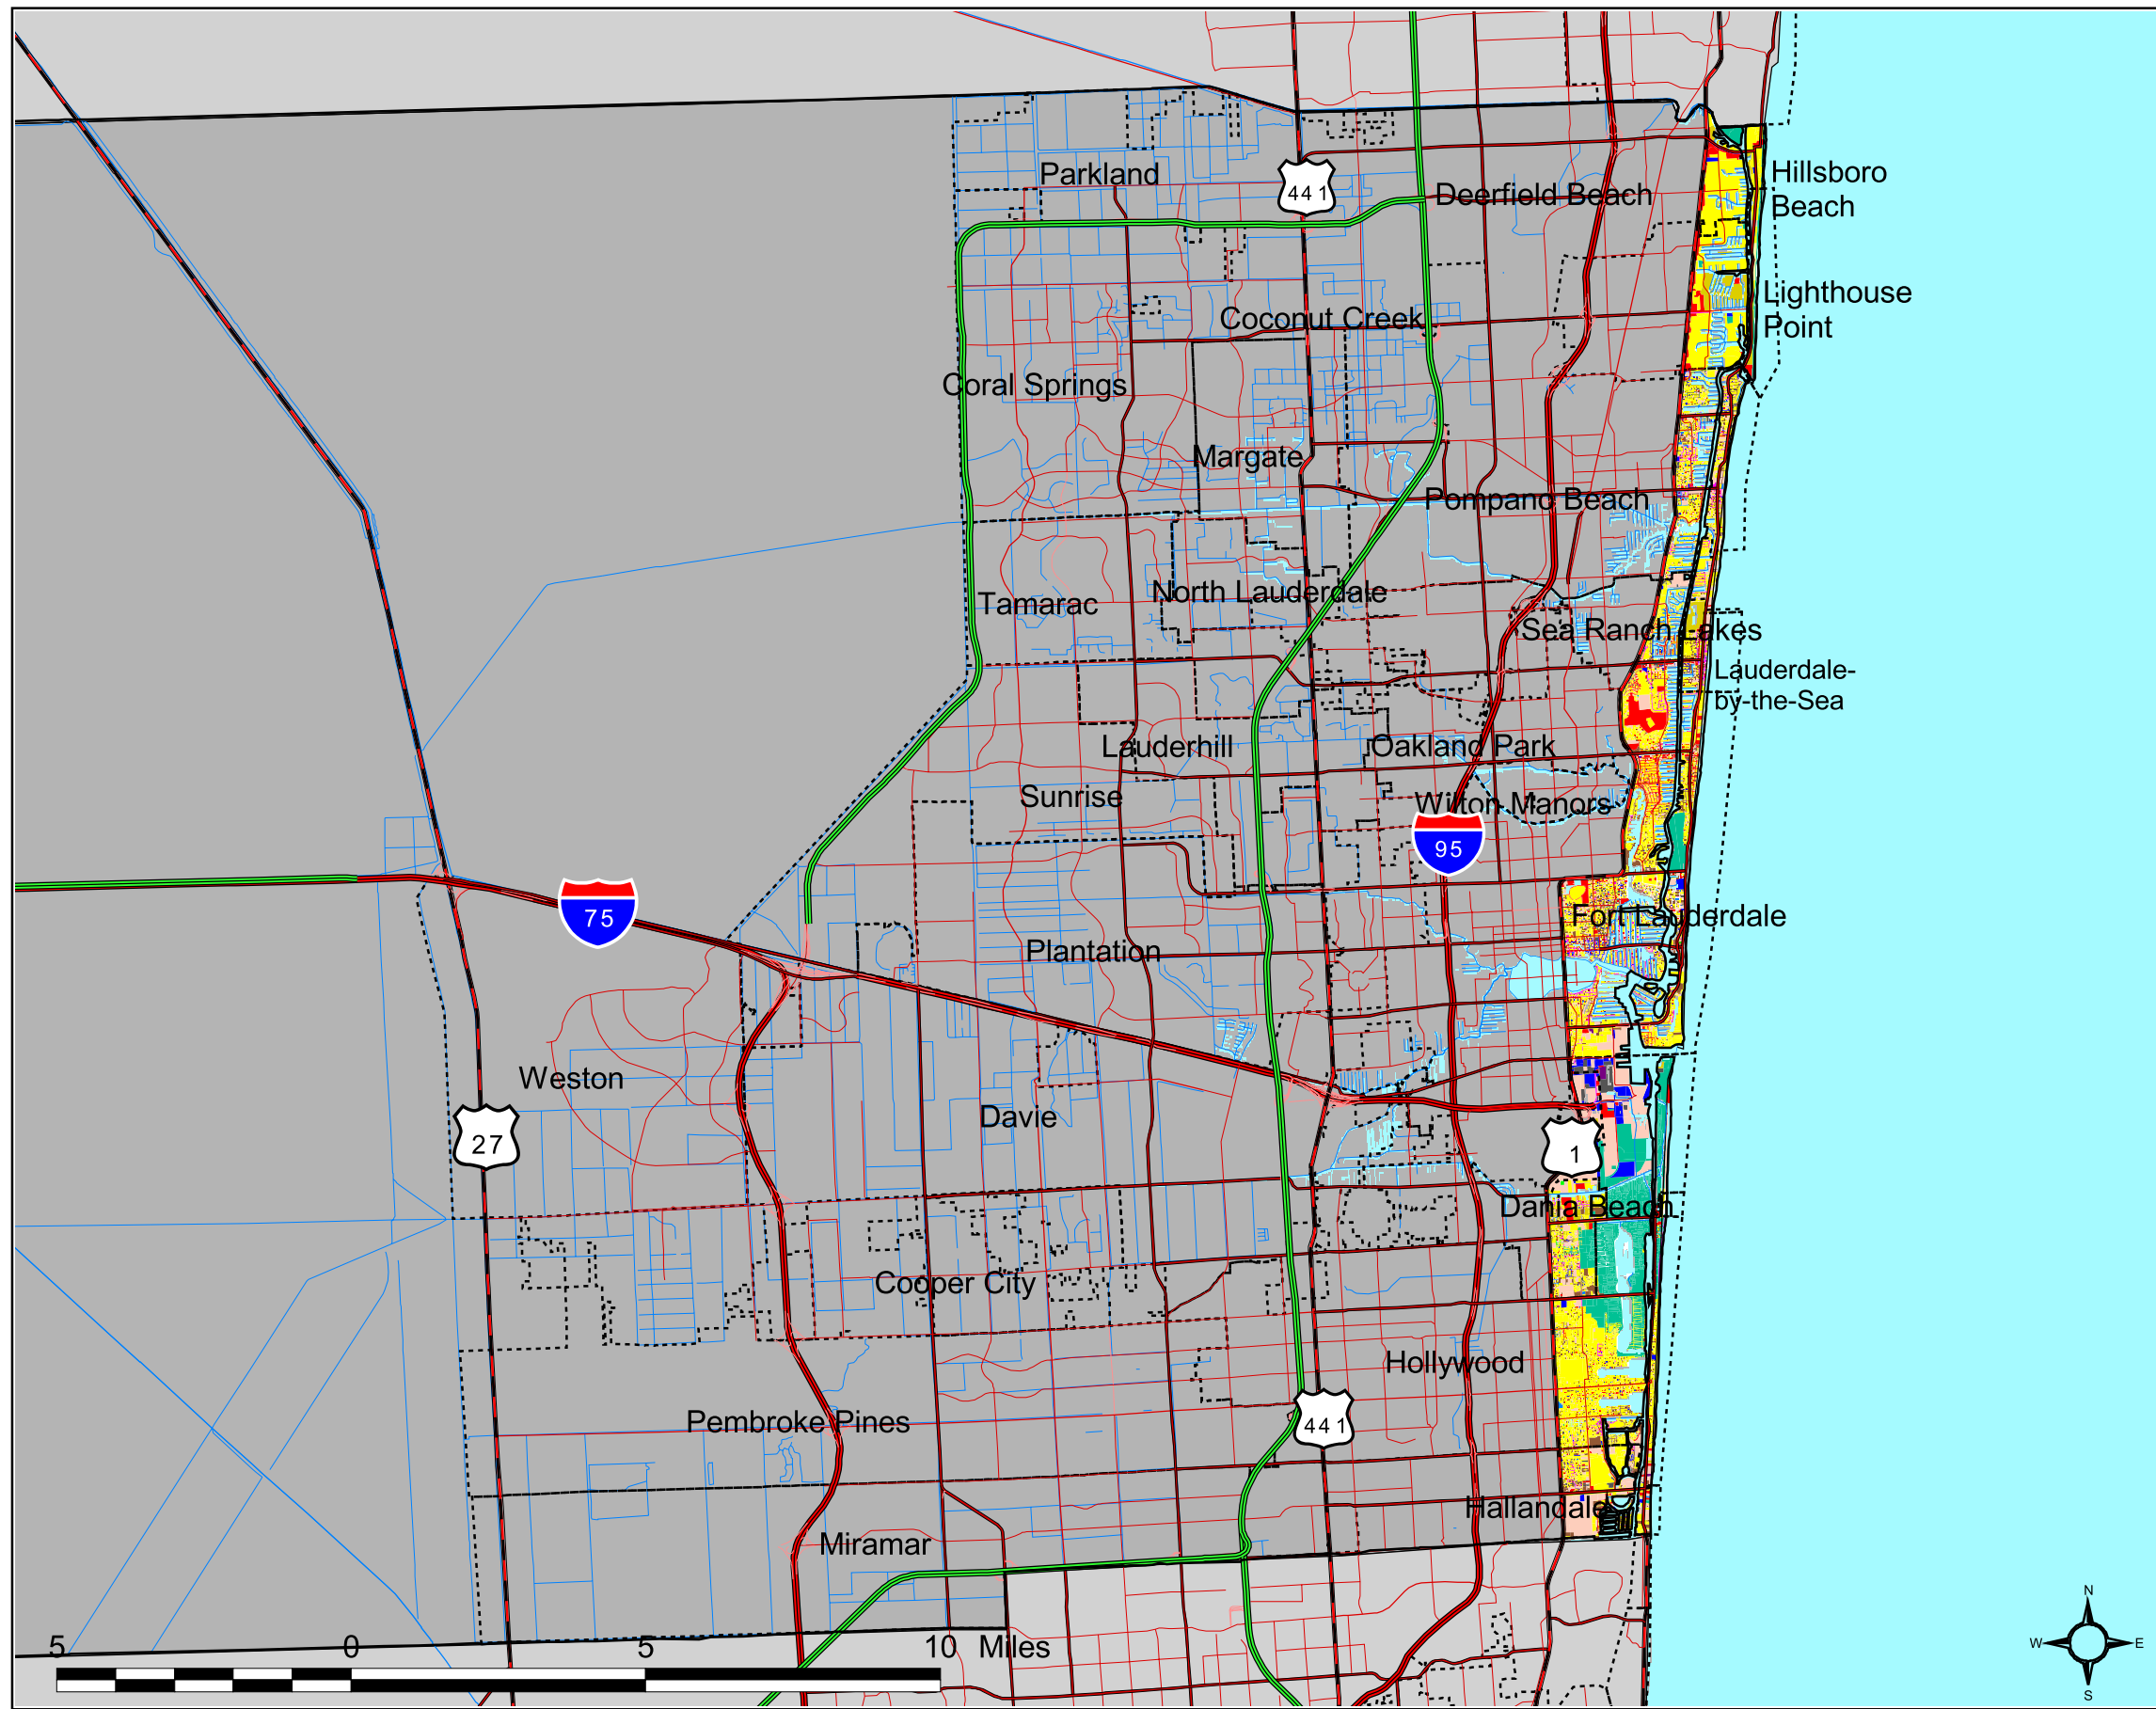 Parkland
441
Deerfield Beach
Hillsboro
Beach
Lighthouse
Point
Coconut Creek
Coral Springs
Margate
Pompano Beach
North Lauderdale
Tamarac
Sea Ranch Lakes
Lauderdale-
by-the-Sea
Lauderhill
Oakland Park
Sunrise
Wilton Manors
95
75
Fort Lauderdale
Plantation
Weston
Davie
27
1
Dania Beach
Cooper City
Hollywood
441
Pembroke Pines
Hallandale
Miramar
5 0 5 10 Miles
N
W E
S